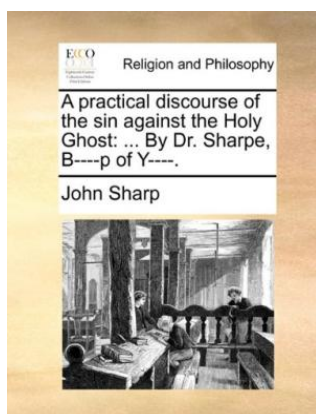 ECCO
Religion and Philosophy
A practical discourse of
the sin against the Holy
Ghost: ... By Dr. Sharpe,
B----p of Y----.
John Sharp